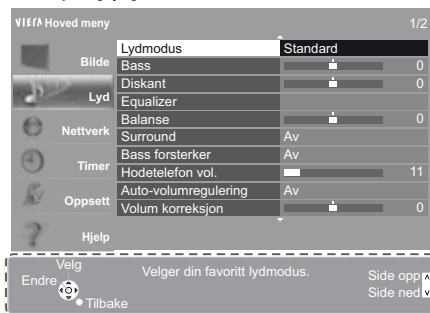 VIErA Hoved meny 1/2
Bilde
Lyd
Nettverk
Timer
Oppsett
Hjelp
Lydmodus Standard
Bass 0
Diskant 0
Equalizer
Balanse 0
Surround Av
Bass forsterker Av
Hodetelefon vol. 11
Auto-volumregulering Av
Volum korreksjon 0
Velg
Endre
Tilbake
Velger din favoritt lydmodus.
Side opp
Side ned